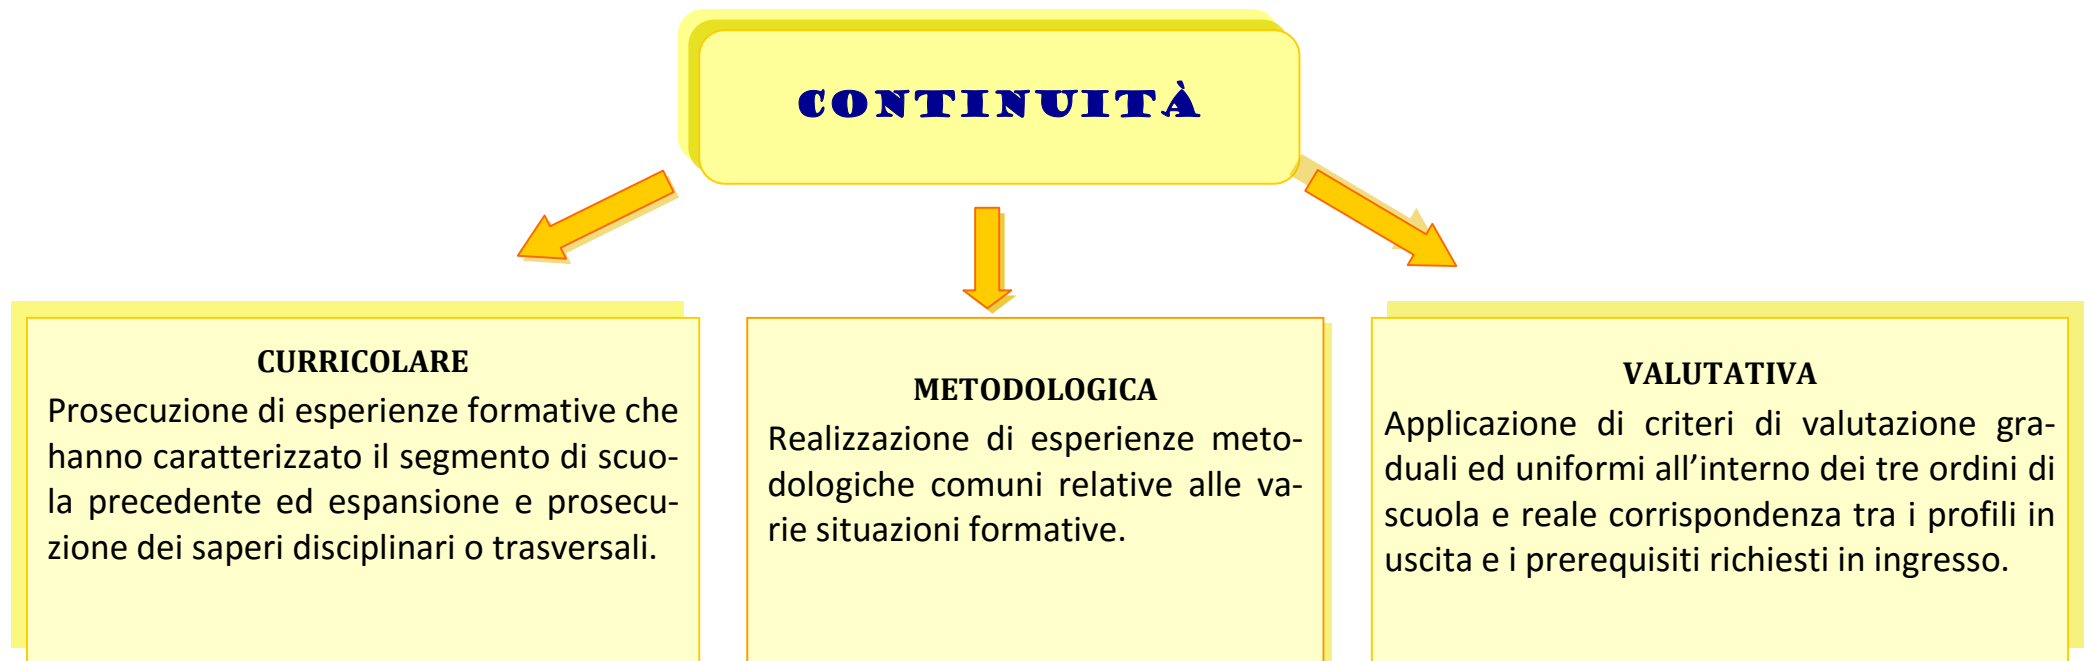 CONTINUITÀ
CURRICOLARE
Prosecuzione di esperienze formative che
hanno caratterizzato il segmento di scuo-
la precedente ed espansione e prosecu-
zione dei saperi disciplinari o trasversali.
METODOLOGICA
Realizzazione di esperienze meto-
dologiche comuni relative alle va-
rie situazioni formative.
VALUTATIVA
Applicazione di criteri di valutazione gra-
duali ed uniformi all’interno dei tre ordini di
scuola e reale corrispondenza tra i profili in
uscita e i prerequisiti richiesti in ingresso.